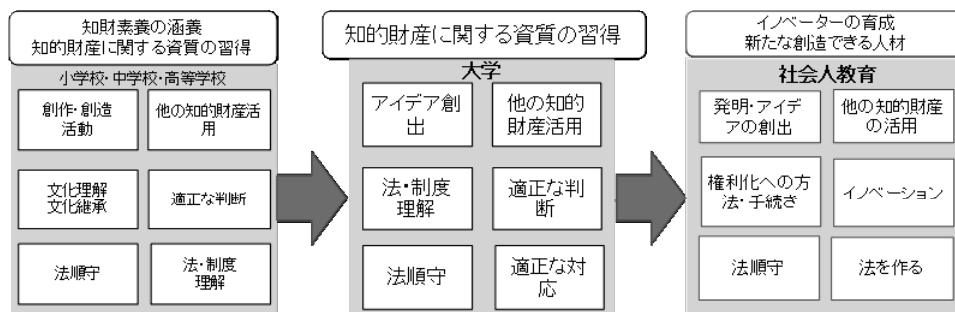 知財素養の涵養
知的財産に関する資質の習得
小学校・中学校・高等学校
創作・創造
活動
他の知的財産活
用
文化理解
文化継承
適正な判断
法順守
法・制度
理解
知的財産に関する資質の習得
大学
アイデア創
出
他の知的
財産活用
法・制度
理解
適正な判
断
法順守
適正な対
応
イノベーターの育成
新たな創造できる人材
社会人教育
発明・アイデ
アの創出
他の知的財産
の活用
権利化への方
法・手続き
イノベーション
法順守
法を作る